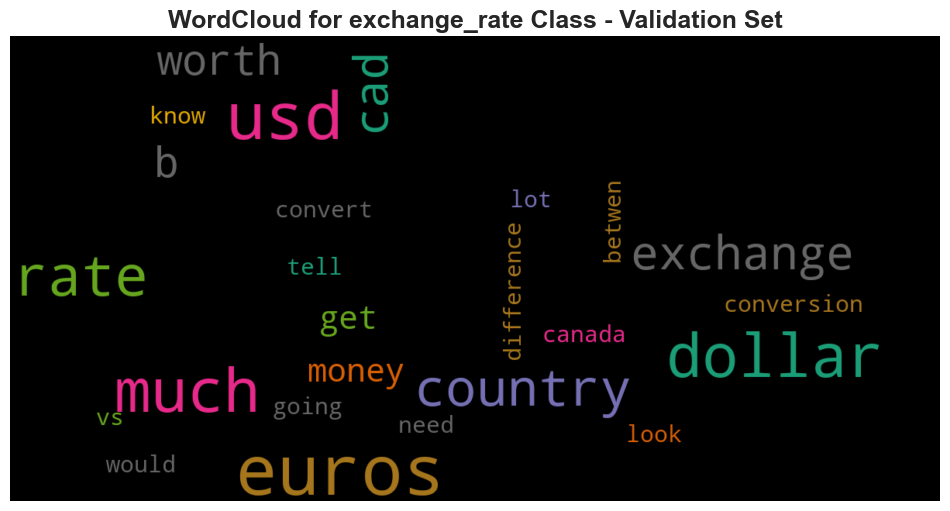 WordCloud for exchange_rate Class - Validation Set
worth
cad
know
usd
b
convert
lot
betwen
difference
exchange
rate
tell
get
conversion
canada
dollar
money
much
country
going
vs
need
look
would
euros